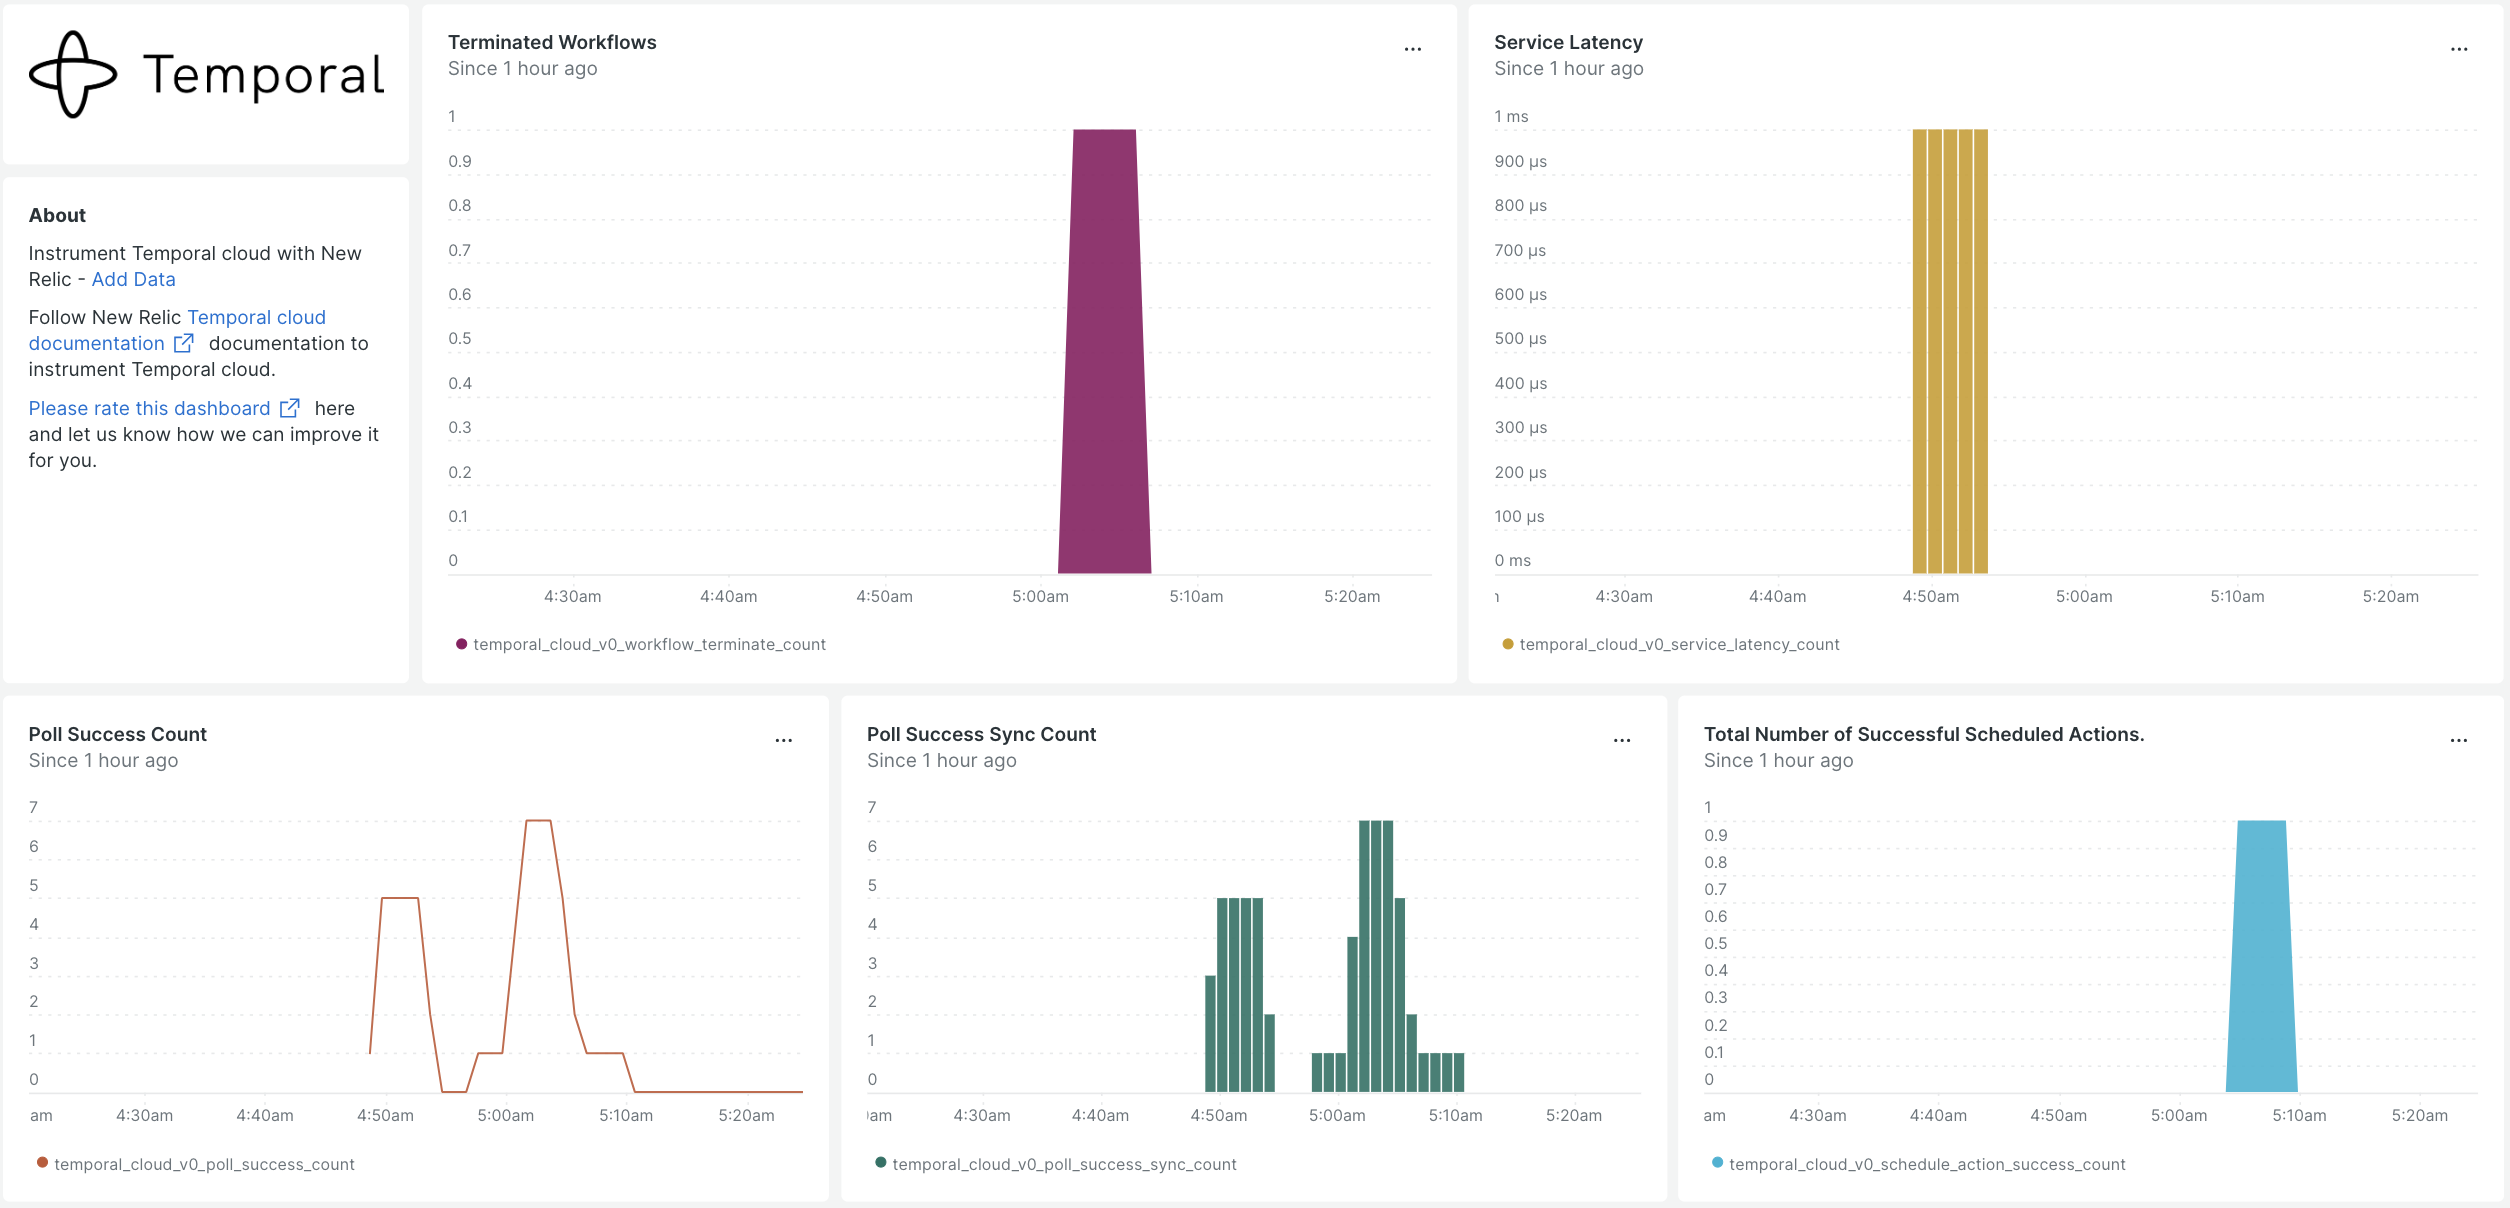 Temporal
About
Instrument Temporal cloud with New
Relic - Add Data
Follow New Relic Temporal cloud
documentation documentation to
instrument Temporal cloud.
Please rate this dashboard here
and let us know how we can improve it
for you.
Terminated Workflows
...
Since 1 hour ago
1
0.9
0.8
0.7
0.6
0.5
0.4
0.3
0.2
0.1
0
4:30am 4:40am 4:50am 5:00am 5:10am 5:20am
temporal_cloud_v0_workflow_terminate_count
Service Latency
...
Since 1 hour ago
1 ms
900 µs
800 µs
700 µs
600 µs
500 µs
400 µs
300 µs
200 µs
100 µs
0 ms
4:30am 4:40am 4:50am 5:00am 5:10am 5:20am
temporal_cloud_v0_service_latency_count
Poll Success Count
...
Since 1 hour ago
7
6
5
4
3
2
1
0
am 4:30am 4:40am 4:50am 5:00am 5:10am 5:20am
temporal_cloud_v0_poll_success_count
Poll Success Sync Count
...
Since 1 hour ago
7
6
5
4
3
2
1
0
am 4:30am 4:40am 4:50am 5:00am 5:10am 5:20am
temporal_cloud_v0_poll_success_sync_count
Total Number of Successful Scheduled Actions.
...
Since 1 hour ago
1
0.9
0.8
0.7
0.6
0.5
0.4
0.3
0.2
0.1
0
am 4:30am 4:40am 4:50am 5:00am 5:10am 5:20am
temporal_cloud_v0_schedule_action_success_count